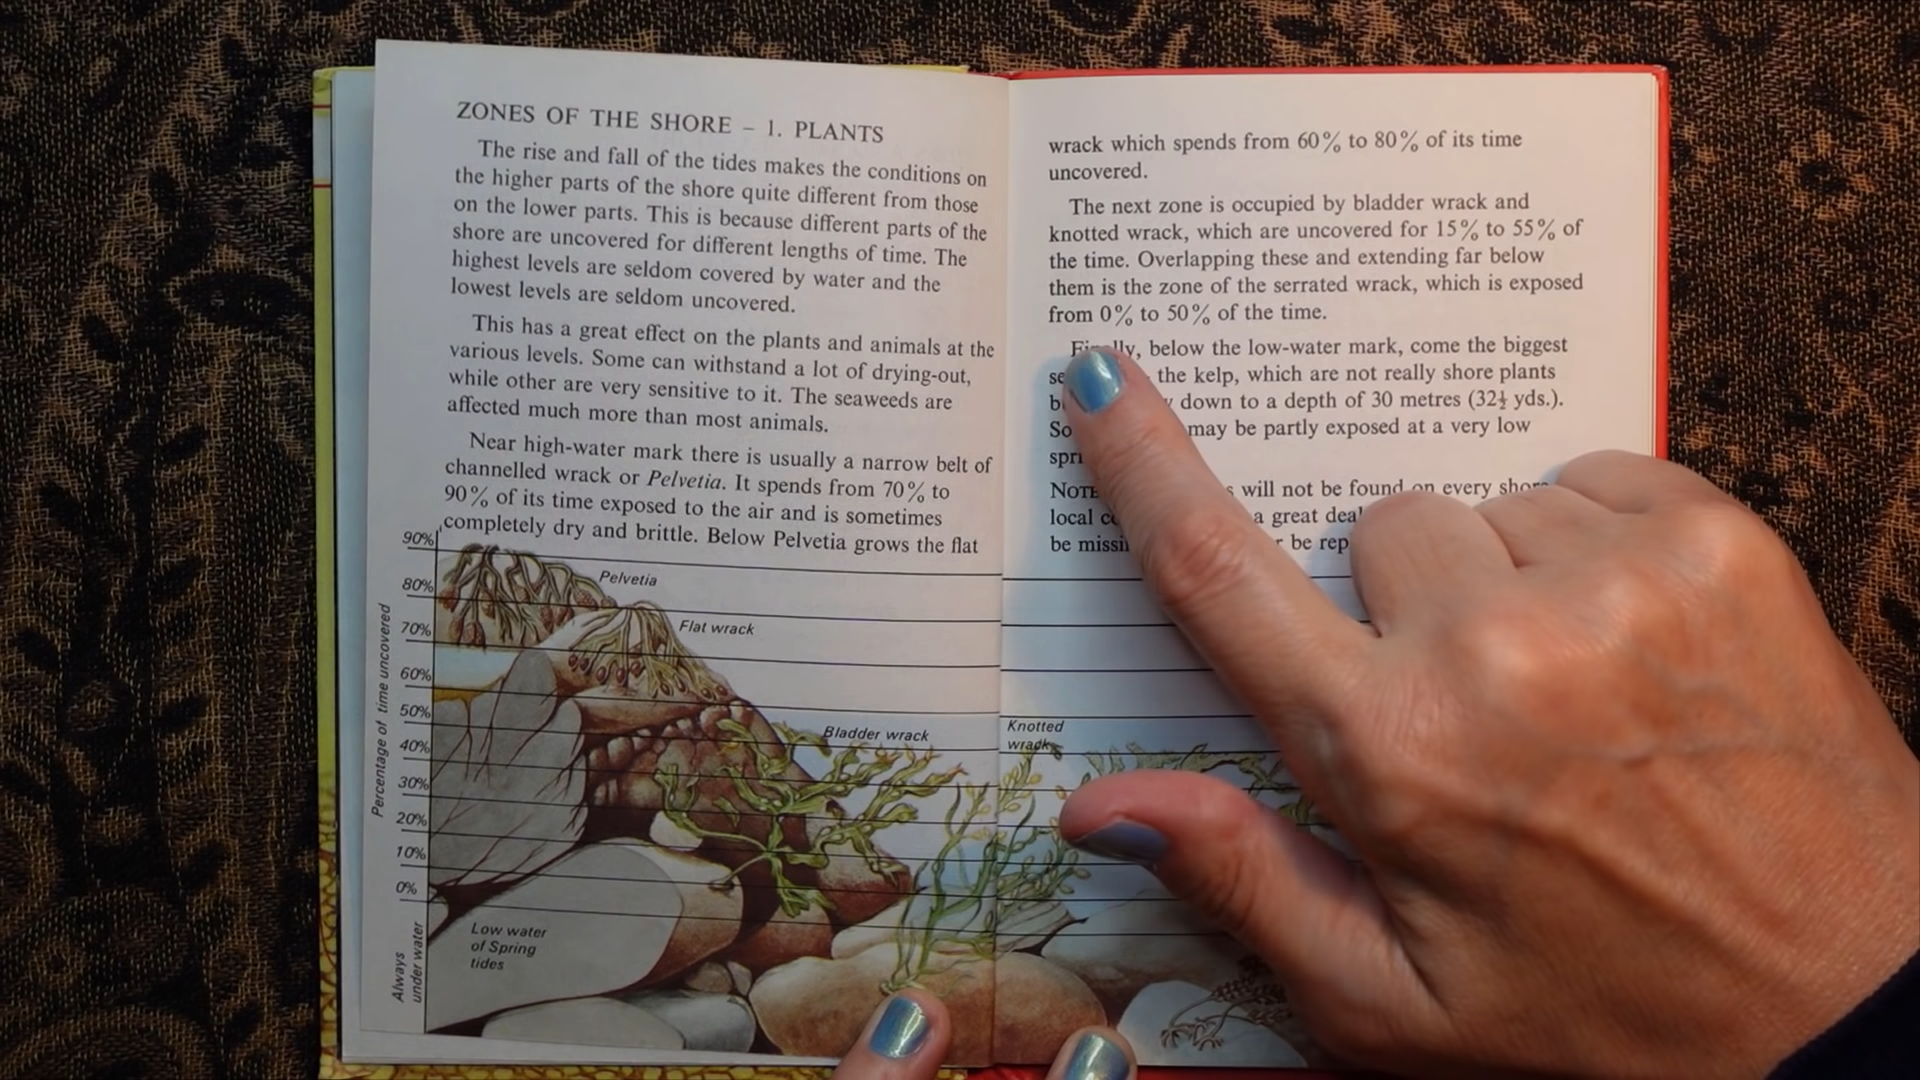 ZONES OF THE SHORE – 1. PLANTS
The rise and fall of the tides makes the conditions on
the higher parts of the shore quite different from those
on the lower parts. This is because different parts of the
shore are uncovered for different lengths of time. The
highest levels are seldom covered by water and the
lowest levels are seldom uncovered.
This has a great effect on the plants and animals at the
various levels. Some can withstand a lot of drying-out,
while other are very sensitive to it. The seaweeds are
affected much more than most animals.
Near high-water mark there is usually a narrow belt of
channelled wrack or Pelvetia. It spends from 70% to
90% of its time exposed to the air and is sometimes
completely dry and brittle. Below Pelvetia grows the flat
90%
80%
70%
60%
50%
40%
30%
20%
10%
0%
Percentage of time uncovered
Always
under water
Pelvetia
Flat wrack
Bladder wrack
Low water
of Spring
tides
wrack which spends from 60% to 80% of its time
uncovered.
The next zone is occupied by bladder wrack and
knotted wrack, which are uncovered for 15% to 55% of
the time. Overlapping these and extending far below
them is the zone of the serrated wrack, which is exposed
from 0% to 50% of the time.
Finally, below the low-water mark, come the biggest
the kelp, which are not really shore plants
down to a depth of 30 metres (32½ yds.).
So may be partly exposed at a very low
NOTE will not be found on every shore
local a great deal
be be
Knotted
wrack